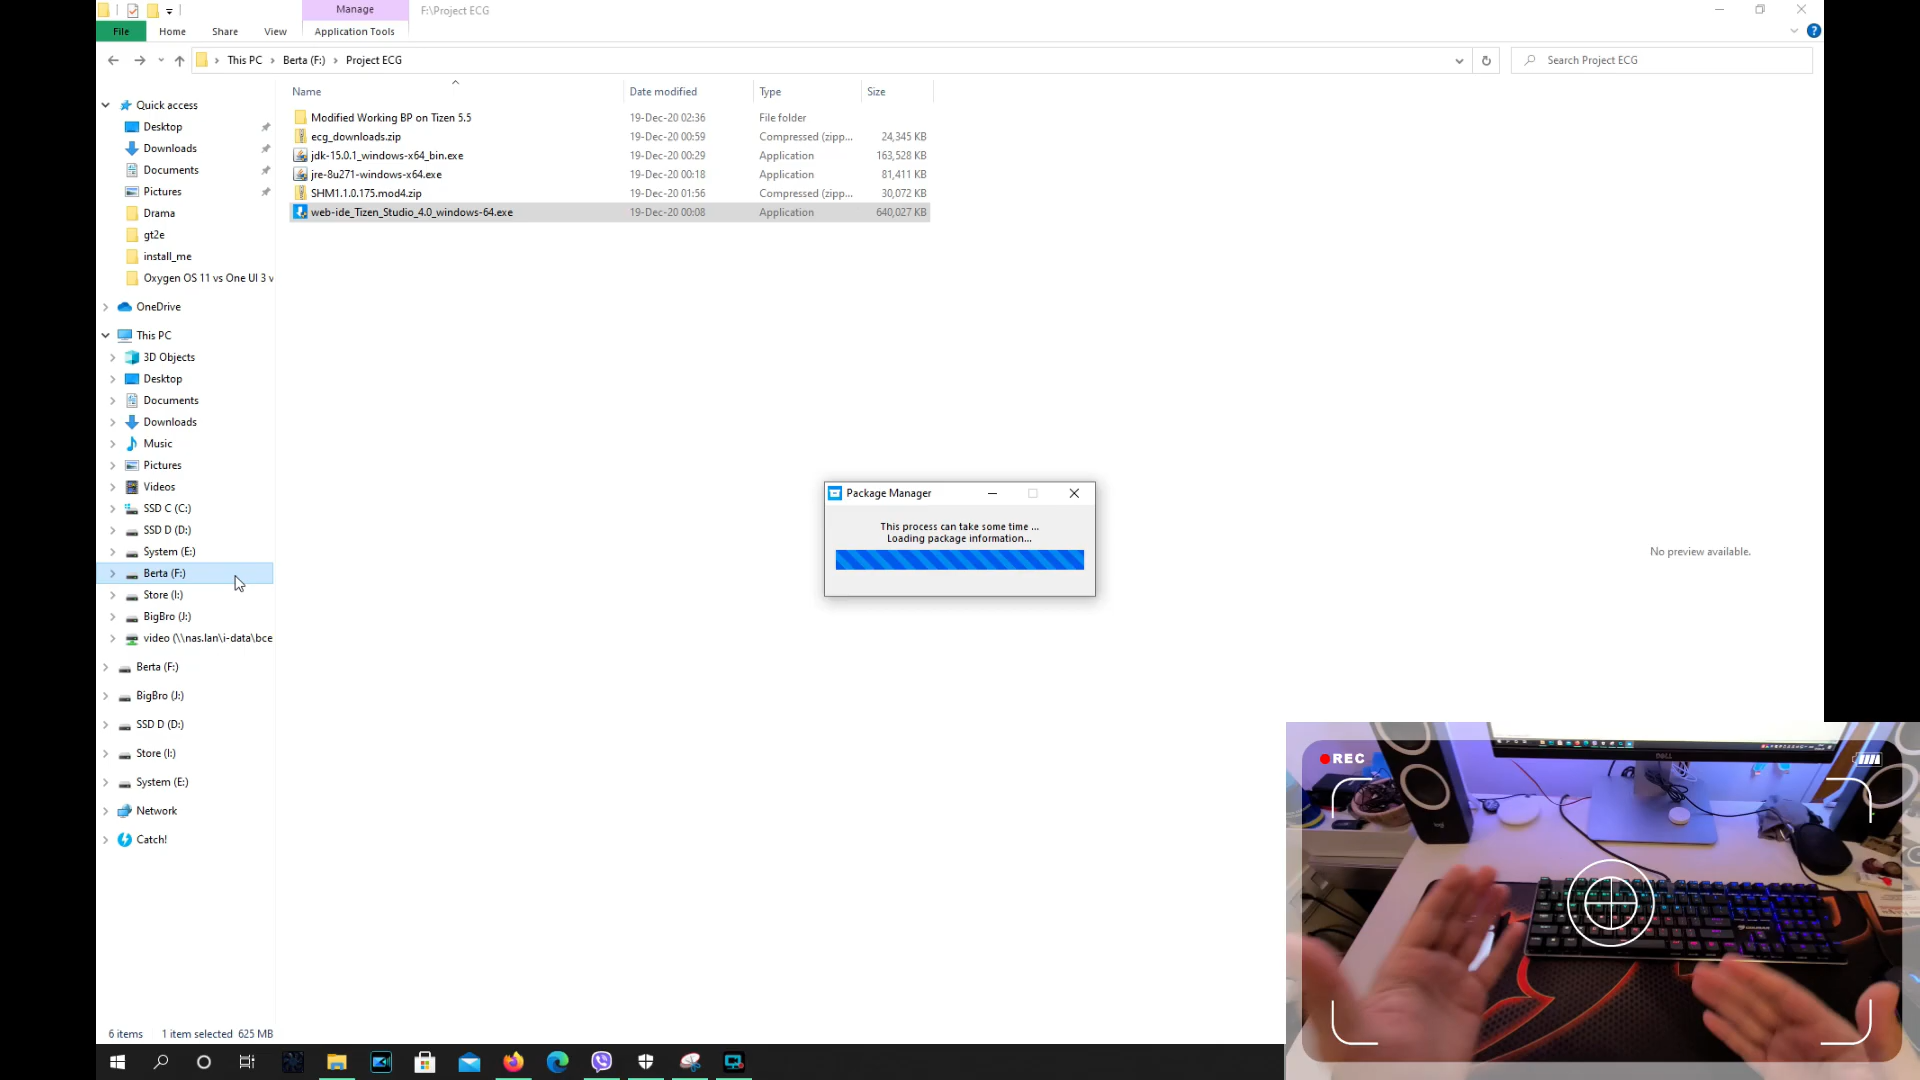 Manage
F:\Project ECG
File
Home
Share
View
Application Tools
This PC
Berta (F:)
Project ECG
Search Project ECG
Name
Date modified
Type
Size
Modified Working BP on Tizen 5.5
19-Dec-20 02:36
File folder
ecg_downloads.zip
19-Dec-20 00:59
Compressed (zipp...
24,345 KB
jdk-15.0.1_windows-x64_bin.exe
19-Dec-20 00:29
Application
163,528 KB
jre-8u271-windows-x64.exe
19-Dec-20 00:18
Application
81,411 KB
SHM1.1.0.175.mod4.zip
19-Dec-20 01:56
Compressed (zipp...
30,072 KB
web-ide_Tizen_Studio_4.0_windows-64.exe
19-Dec-20 00:08
Application
640,027 KB
Quick access
Desktop
Downloads
Documents
Pictures
Drama
gt2e
install_me
Oxygen OS 11 vs One UI 3 v
OneDrive
This PC
3D Objects
Desktop
Documents
Downloads
Music
Pictures
Videos
SSD C (C:)
SSD D (D:)
System (E:)
Berta (F:)
Store (I:)
BigBro (J:)
video (\\nas.lan\i-data\bce
Berta (F:)
BigBro (J:)
SSD D (D:)
Store (I:)
System (E:)
Network
Catch!
Package Manager
This process can take some time ...
Loading package information...
No preview available.
6 items
1 item selected 625 MB
REC
DELL